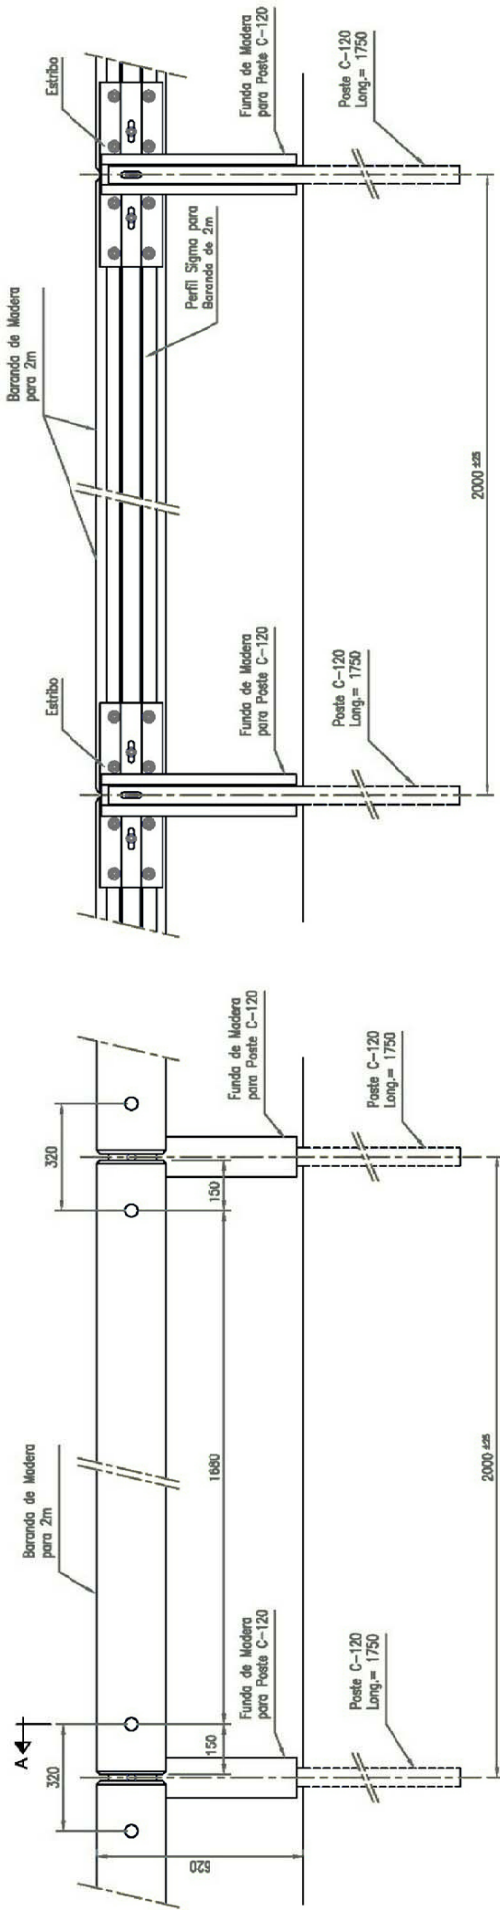 A
Baranda de Madera
para 2m
320
320
520
150
1680
150
Funda de Madera
para Poste C-120
Funda de Madera
para Poste C-120
Poste C-120
Long.= 1750
Poste C-120
Long.= 1750
2000 ±25
Baranda de Madera
para 2m
Estribo
Estribo
Perfil Sigma para
Baranda de 2m
Funda de Madera
para Poste C-120
Funda de Madera
para Poste C-120
Poste C-120
Long.= 1750
Poste C-120
Long.= 1750
2000 ±25